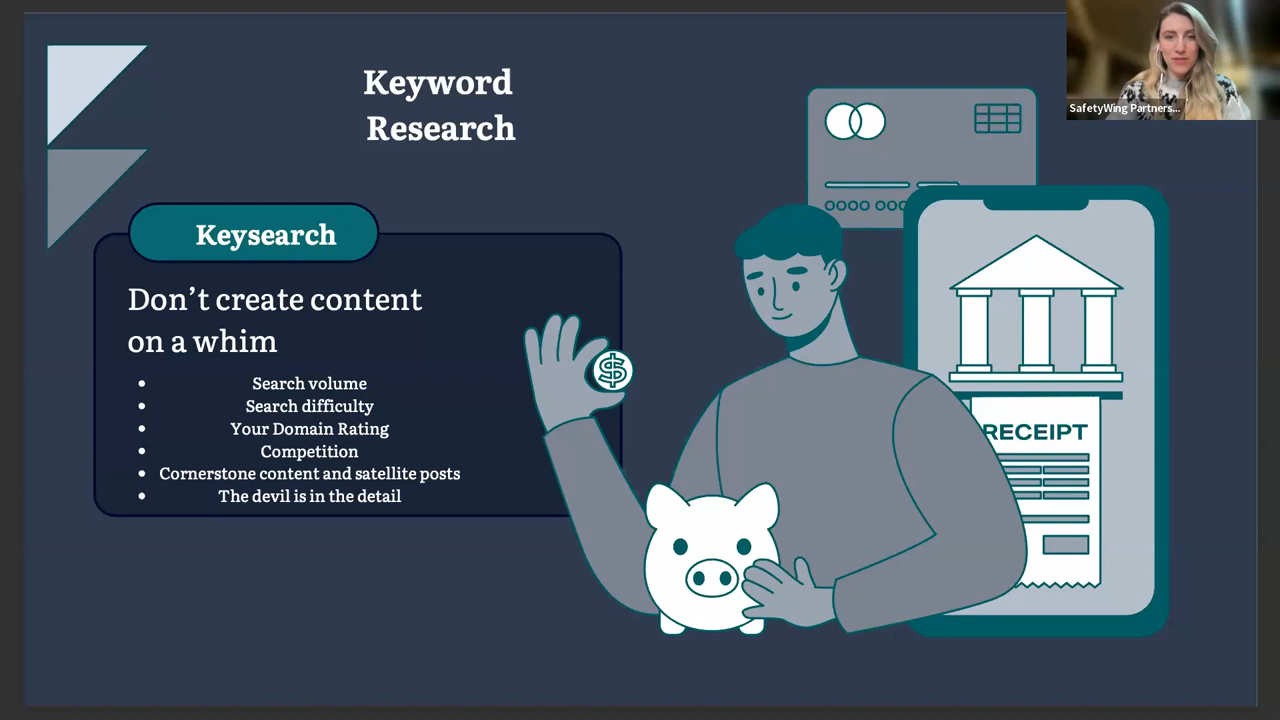 Keyword
Research
SafetyWing Partners...
Keysearch
Don't create content
on a whim
• Search volume
• Search difficulty
• Your Domain Rating
• Competition
• Cornerstone content and satellite posts
• The devil is in the detail
$
RECEIPT